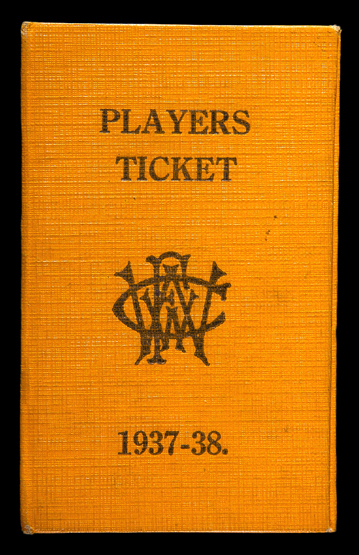 PLAYERS
TICKET
1937-38.